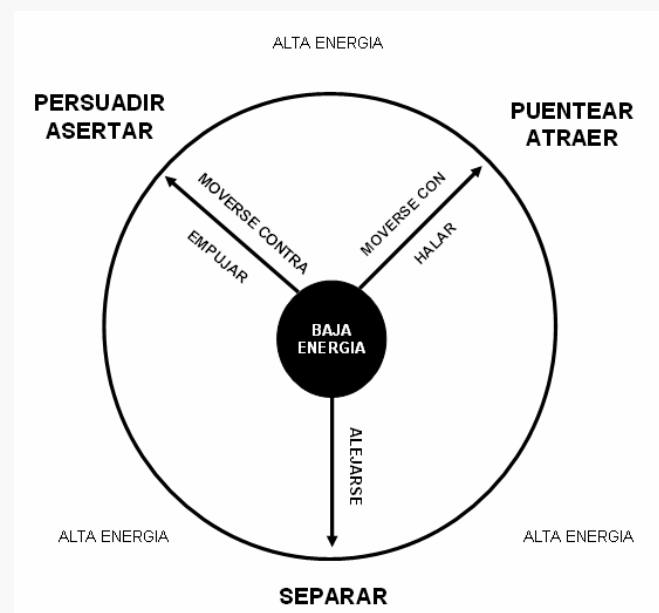 ALTA ENERGIA
PERSUADIR
ASERTAR
PUENTEAR
ATRAER
MOVERSE CONTRA
EMPUJAR
MOVERSE CON
HALAR
BAJA
ENERGIA
ALEJARSE
ALTA ENERGIA
ALTA ENERGIA
SEPARAR